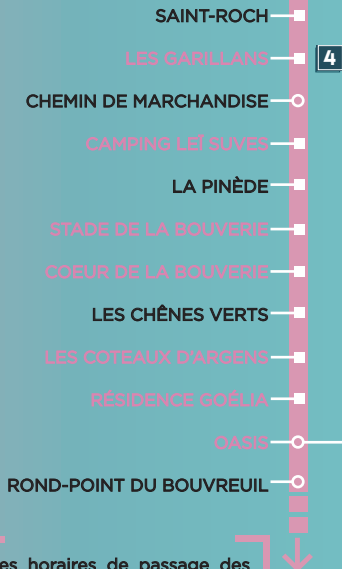 SAINT-ROCH
LES GARILLANS
4
CHEMIN DE MARCHANDISE
CAMPING LEÏ SUVES
LA PINÈDE
STADE DE LA BOUVERIE
COEUR DE LA BOUVERIE
LES CHÊNES VERTS
LES COTEAUX D'ARGENS
RÉSIDENCE GOÉLIA
OASIS
ROND-POINT DU BOUVREUIL
es horaires de passage des